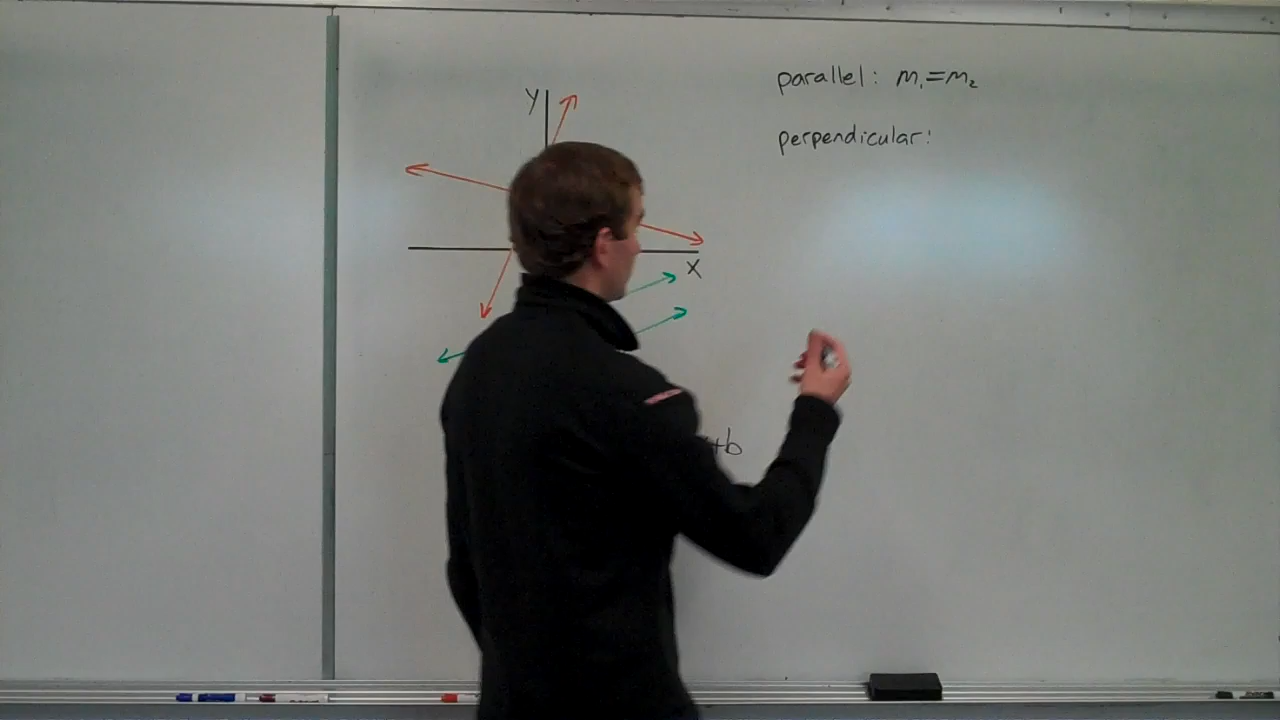 parallel: m₁=m₂
perpendicular:
Y
X
+b